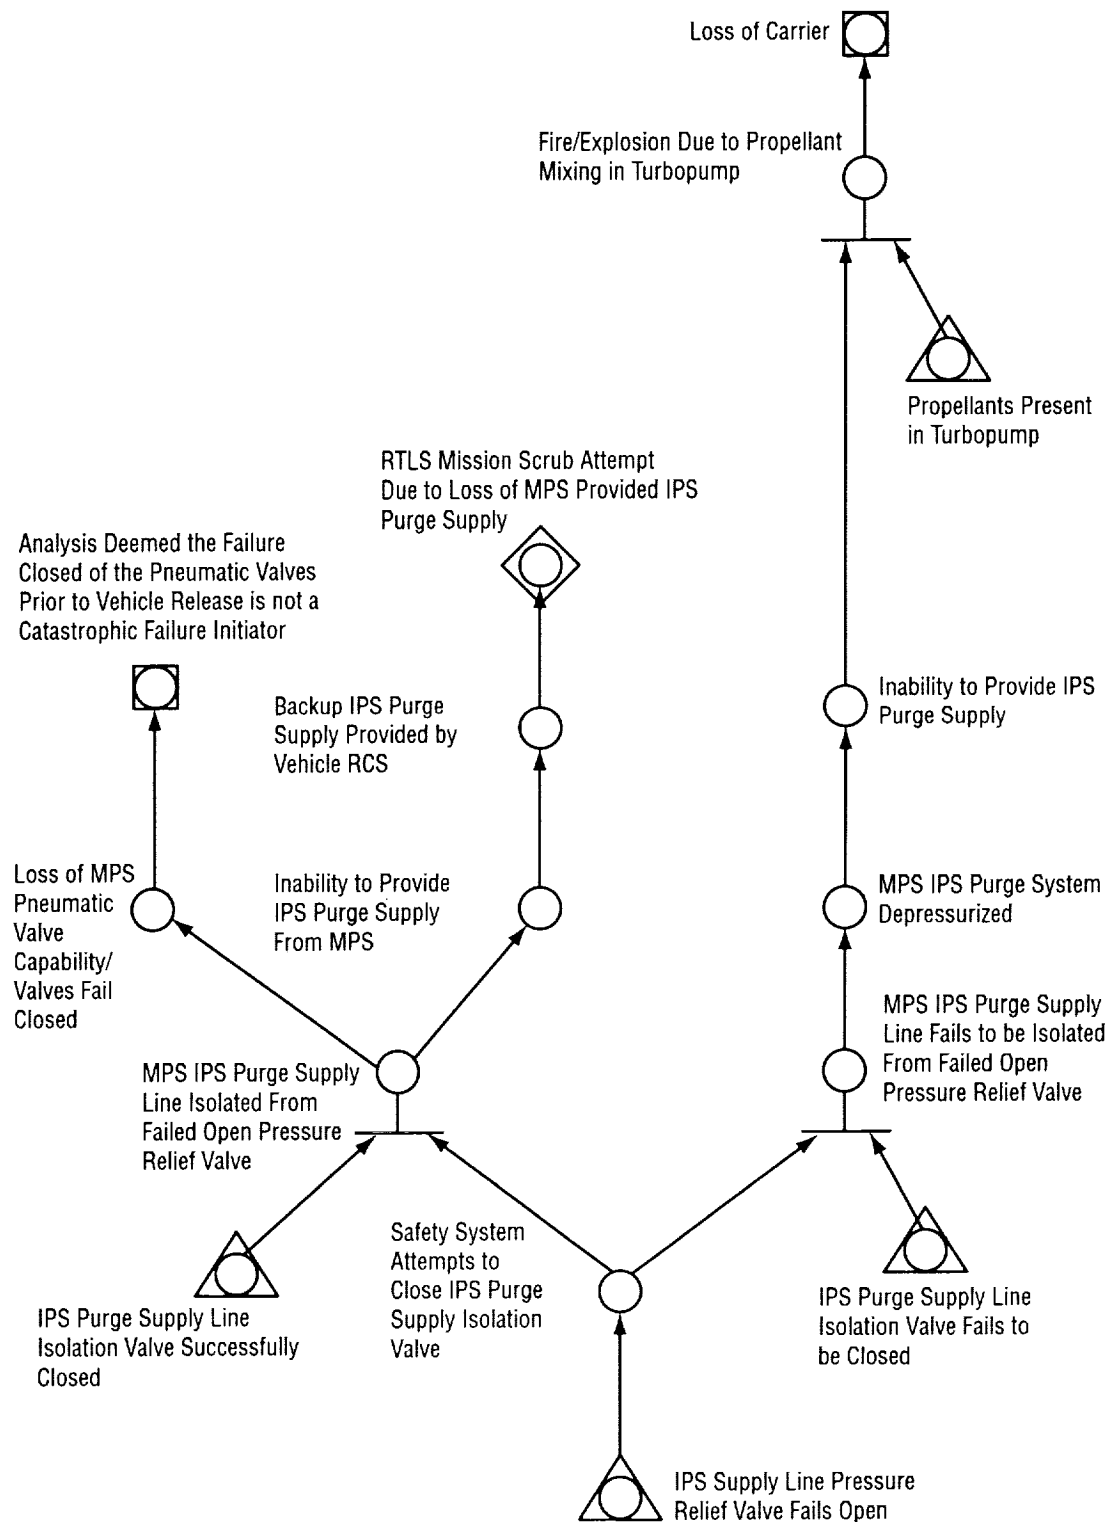 Loss of Carrier
Fire/Explosion Due to Propellant
Mixing in Turbopump
Propellants Present
in Turbopump
RTLS Mission Scrub Attempt
Due to Loss of MPS Provided IPS
Purge Supply
Analysis Deemed the Failure
Closed of the Pneumatic Valves
Prior to Vehicle Release is not a
Catastrophic Failure Initiator
Backup IPS Purge
Supply Provided by
Vehicle RCS
Inability to Provide IPS
Purge Supply
Loss of MPS
Pneumatic
Valve
Capability/
Valves Fail
Closed
Inability to Provide
IPS Purge Supply
From MPS
MPS IPS Purge System
Depressurized
MPS IPS Purge Supply
Line Fails to be Isolated
From Failed Open
Pressure Relief Valve
MPS IPS Purge Supply
Line Isolated From
Failed Open Pressure
Relief Valve
Safety System
Attempts to
Close IPS Purge
Supply Isolation
Valve
IPS Purge Supply Line
Isolation Valve Successfully
Closed
IPS Purge Supply Line
Isolation Valve Fails to
be Closed
IPS Supply Line Pressure
Relief Valve Fails Open